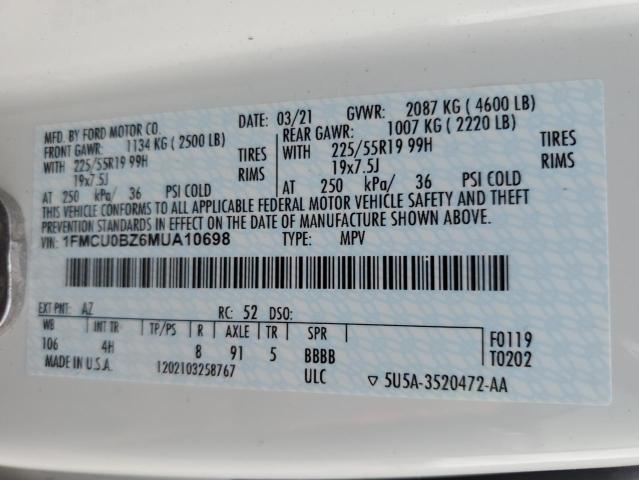 MFD. BY FORD MOTOR CO. DATE: 03/21 GVWR: 2087 KG ( 4600 LB)
FRONT GAWR: 1134 KG ( 2500 LB) REAR GAWR: 1007 KG ( 2220 LB)
WITH 225/55R19 99H TIRES WITH 225/55R19 99H TIRES
19x7.5J RIMS 19x7.5J RIMS
AT 250 kPa/ 36 PSI COLD AT 250 kPa/ 36 PSI COLD
THIS VEHICLE CONFORMS TO ALL APPLICABLE FEDERAL MOTOR VEHICLE SAFETY AND THEFT
PREVENTION STANDARDS IN EFFECT ON THE DATE OF MANUFACTURE SHOWN ABOVE.
VIN: 1FMCU0BZ6MUA10698 TYPE: MPV
EXT PNT: AZ RC: 52 DSO:
WB INT TR TP/PS R AXLE TR SPR F0119
106 4H 8 91 5 BBBB T0202
MADE IN U.S.A. 1202103258767 ULC ▽ 5U5A-3520472-AA